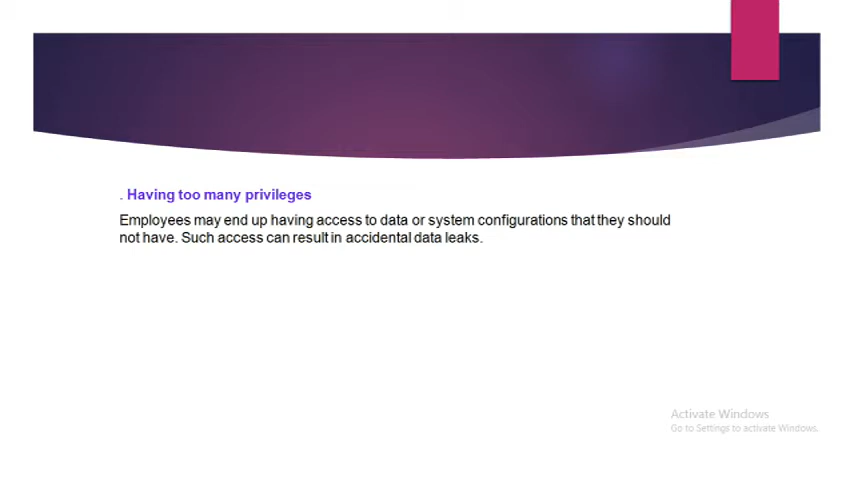 . Having too many privileges
Employees may end up having access to data or system configurations that they should
not have. Such access can result in accidental data leaks.
Activate Windows
Go to Settings to activate Windows.